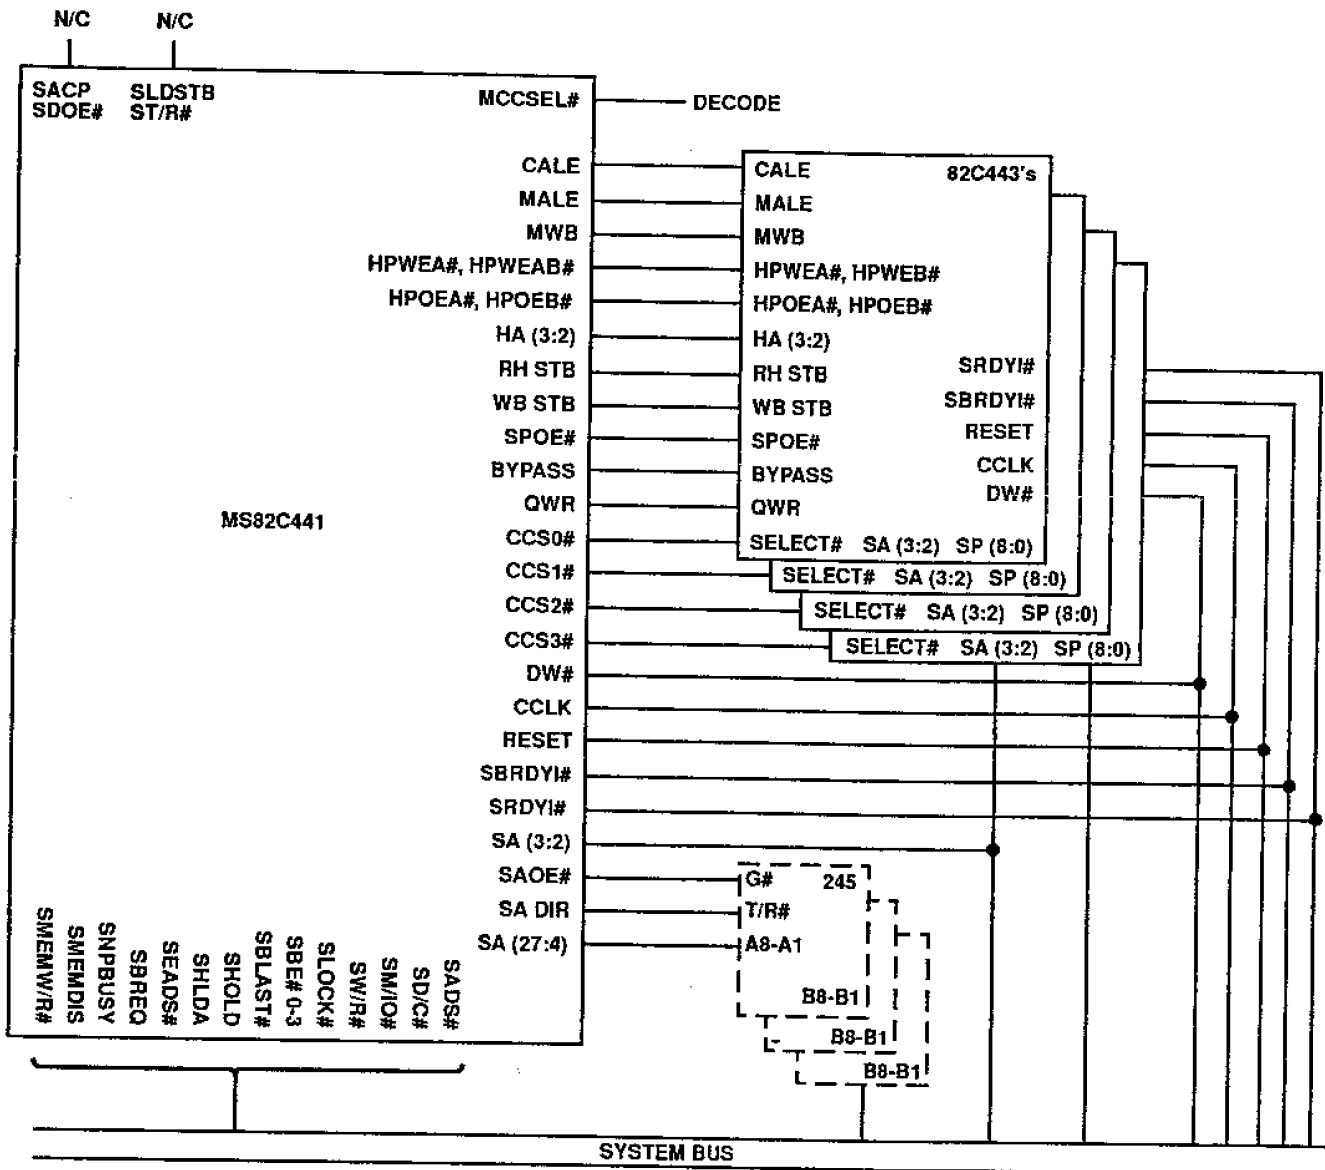 N/C
N/C
SACP SLDSTB
SDOE# ST/R#
MCCSEL#
DECODE
CALE
MALE
MWB
HPWEA#, HPWEAB#
HPOEA#, HPOEB#
HA (3:2)
RH STB
WB STB
SPOE#
BYPASS
QWR
CCS0#
CCS1#
CCS2#
CCS3#
DW#
CCLK
RESET
SBRDYI#
SRDYI#
SA (3:2)
SAOE#
SA DIR
SA (27:4)
MS82C441
SMEMW/R#
SMEMDIS
SNPBUSY
SBREQ
SEADS#
SHLDA
SHOLD
SBLAST#
SBE# 0-3
SLOCK#
SW/R#
SM/IO#
SD/C#
SADS#
82C443's
CALE
MALE
MWB
HPWEA#, HPWEB#
HPOEA#, HPOEB#
HA (3:2)
RH STB
WB STB
SPOE#
BYPASS
QWR
SRDYI#
SBRDYI#
RESET
CCLK
DW#
SELECT# SA (3:2) SP (8:0)
SELECT# SA (3:2) SP (8:0)
SELECT# SA (3:2) SP (8:0)
SELECT# SA (3:2) SP (8:0)
G# 245
T/R#
A8-A1
B8-B1
B8-B1
B8-B1
SYSTEM BUS